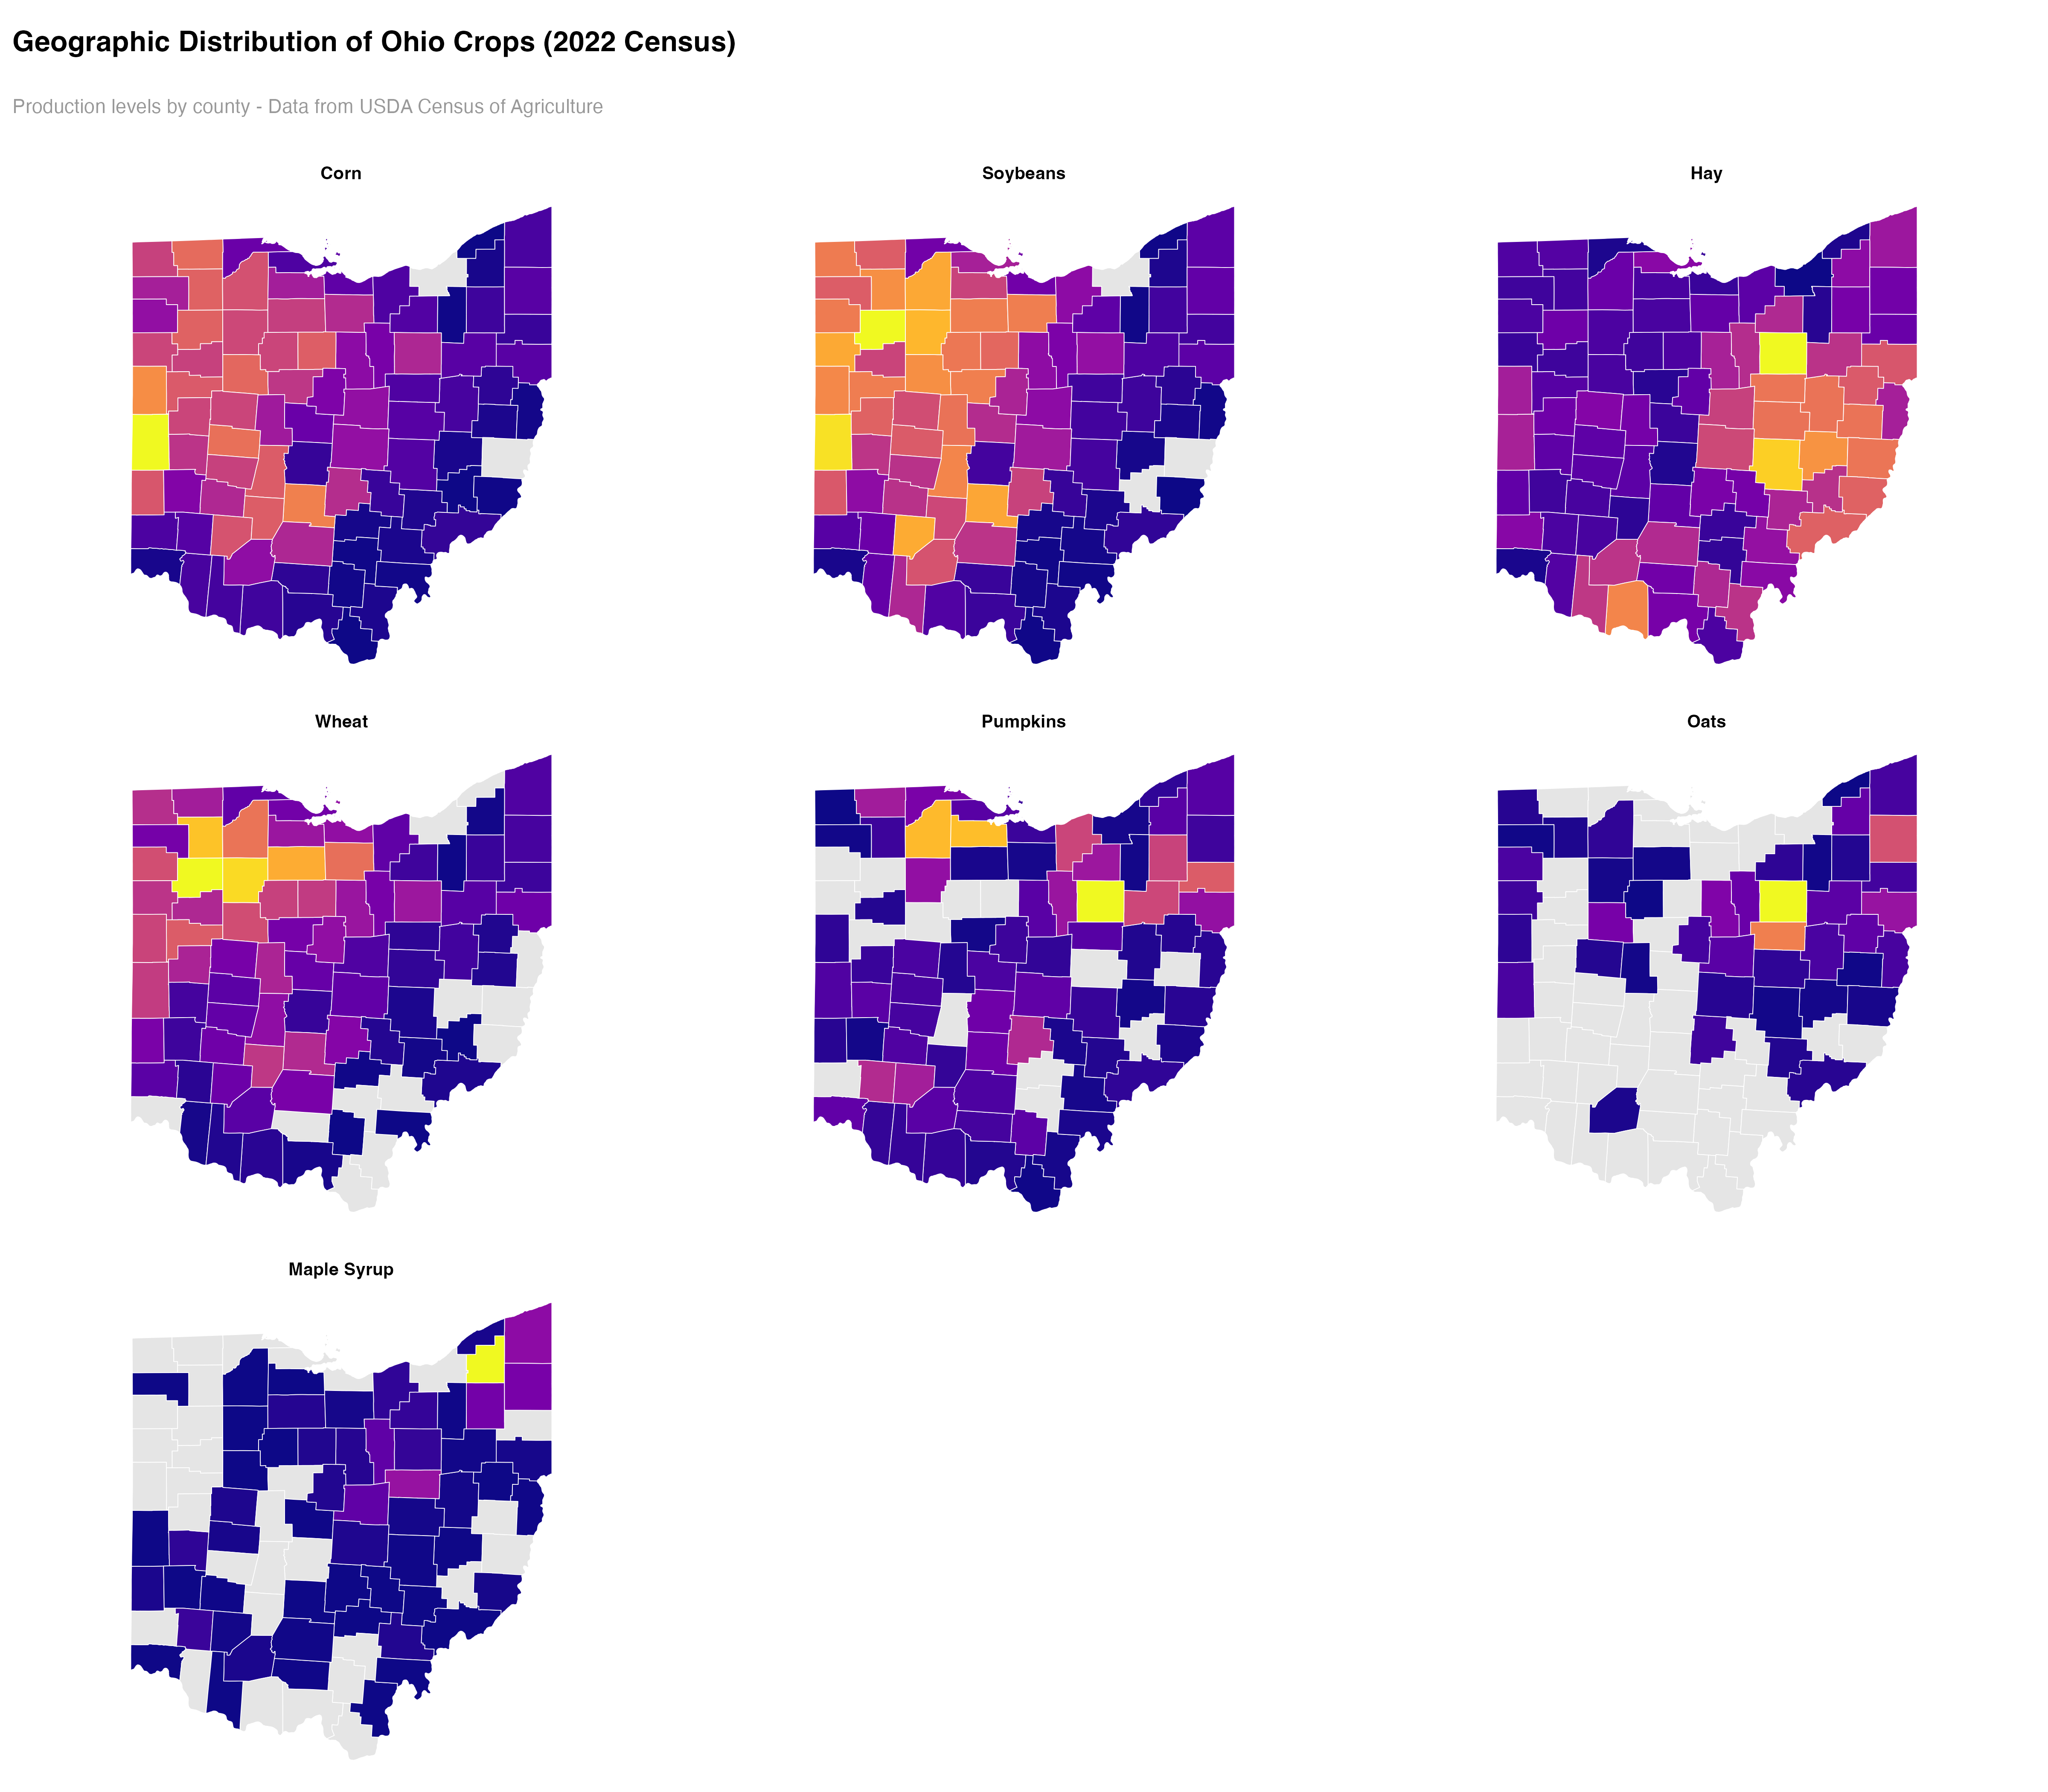 Geographic Distribution of Ohio Crops (2022 Census)
Production levels by county - Data from USDA Census of Agriculture
Corn
Soybeans
Hay
Wheat
Pumpkins
Oats
Maple Syrup